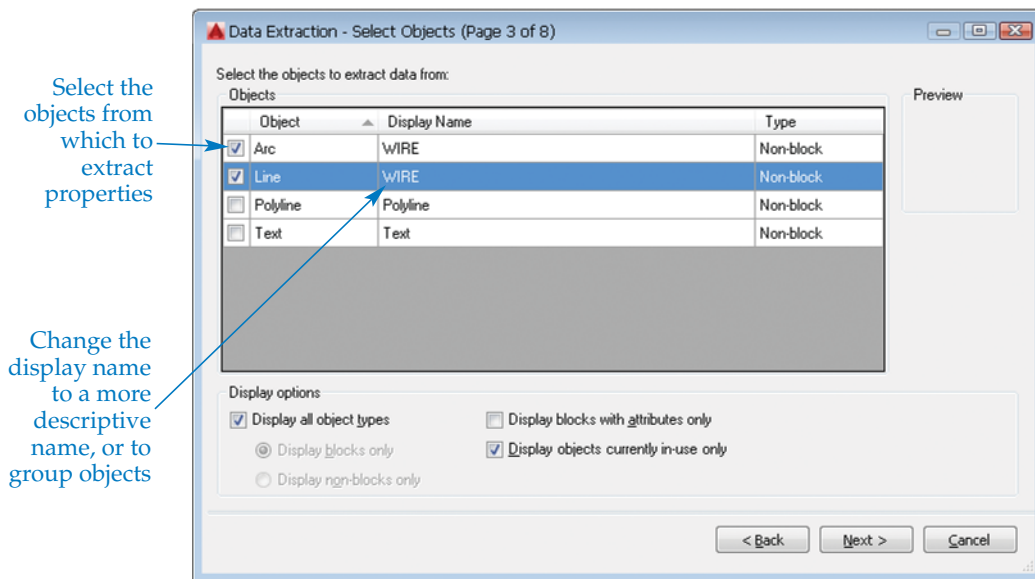 Data Extraction - Select Objects (Page 3 of 8)
Select the objects to extract data from:
Objects
Preview
Object Display Name Type
Arc WIRE Non-block
Line WIRE Non-block
Polyline Polyline Non-block
Text Text Non-block
Select the
objects from
which to
extract
properties
Change the
display name
to a more
descriptive
name, or to
group objects
Display options
Display all object types
Display blocks with attributes only
Display blocks only
Display objects currently in-use only
Display non-blocks only
< Back
Next >
Cancel